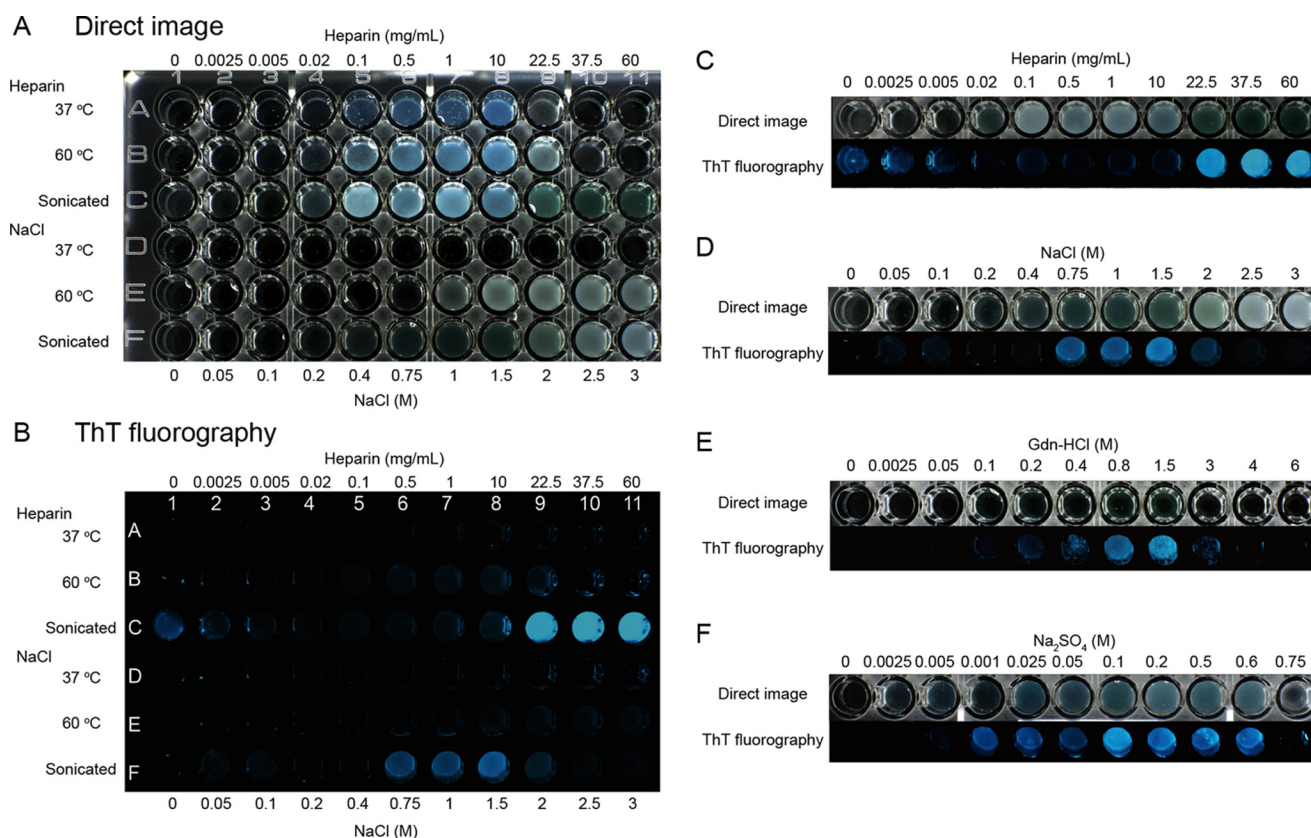 A Direct image
Heparin (mg/mL)
0 0.0025 0.005 0.02 0.1 0.5 1 10 22.5 37.5 60
1 2 3 4 5 6 7 8 9 10 11
Heparin
37 ºC A
60 ºC B
Sonicated C
NaCl
37 ºC D
60 ºC E
Sonicated F
0 0.05 0.1 0.2 0.4 0.75 1 1.5 2 2.5 3
NaCl (M)
B ThT fluorography
Heparin (mg/mL)
0 0.0025 0.005 0.02 0.1 0.5 1 10 22.5 37.5 60
1 2 3 4 5 6 7 8 9 10 11
Heparin
37 ºC A
60 ºC B
Sonicated C
NaCl
37 ºC D
60 ºC E
Sonicated F
0 0.05 0.1 0.2 0.4 0.75 1 1.5 2 2.5 3
NaCl (M)
C
Heparin (mg/mL)
0 0.0025 0.005 0.02 0.1 0.5 1 10 22.5 37.5 60
Direct image
ThT fluorography
D
NaCl (M)
0 0.05 0.1 0.2 0.4 0.75 1 1.5 2 2.5 3
Direct image
ThT fluorography
E
Gdn-HCl (M)
0 0.0025 0.05 0.1 0.2 0.4 0.8 1.5 3 4 6
Direct image
ThT fluorography
F
Na₂SO₄ (M)
0 0.0025 0.005 0.001 0.025 0.05 0.1 0.2 0.5 0.6 0.75
Direct image
ThT fluorography